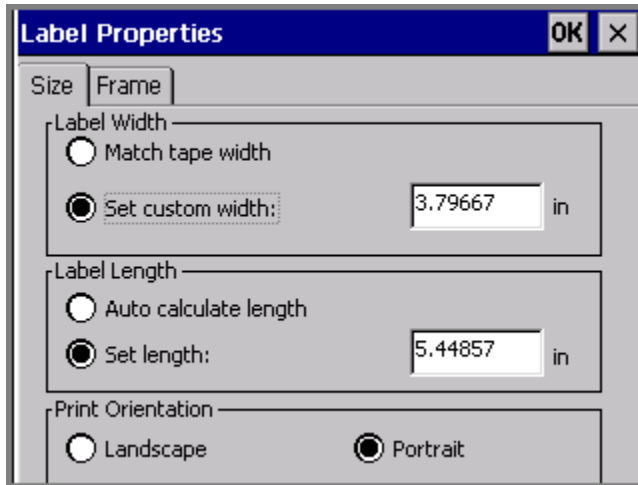 Label Properties OK ×
Size Frame
Label Width
Match tape width
Set custom width: 3.79667 in
Label Length
Auto calculate length
Set length: 5.44857 in
Print Orientation
Landscape Portrait